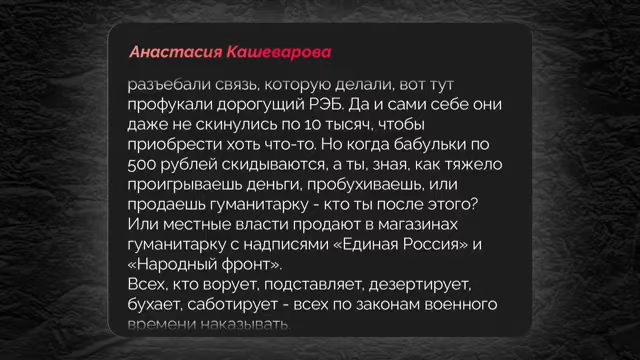 Анастасия Кашеварова
разъебали связь, которую делали, вот тут
профукали дорогущий РЭБ. Да и сами себе они
даже не скинулись по 10 тысяч, чтобы
приобрести хоть что-то. Но когда бабульки по
500 рублей скидываются, а ты, зная, как тяжело
проигрываешь деньги, пробухиваешь, или
продаешь гуманитарку - кто ты после этого?
Или местные власти продают в магазинах
гуманитарку с надписями «Единая Россия» и
«Народный фронт».
Всех, кто ворует, подставляет, дезертирует,
бухает, саботирует - всех по законам военного
времени наказывать.